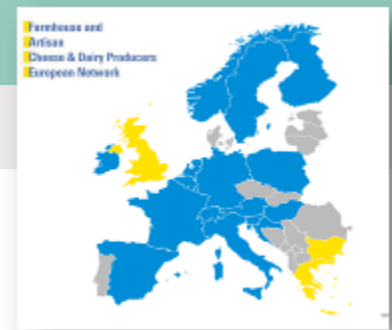 Farmhouse and
Artisan
Cheese & Dairy Producers
European Network